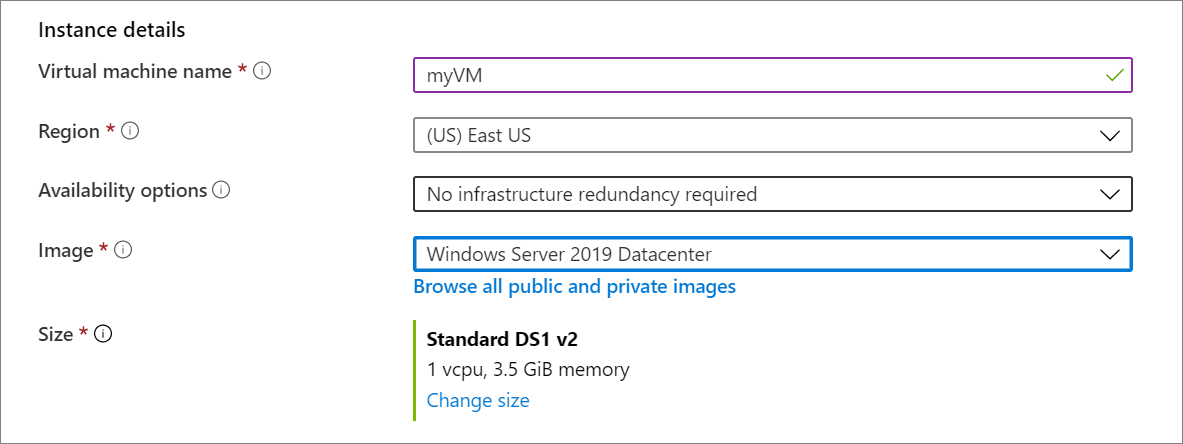 Instance details
Virtual machine name *
myVM
Region *
(US) East US
Availability options
No infrastructure redundancy required
Image *
Windows Server 2019 Datacenter
Browse all public and private images
Size *
Standard DS1 v2
1 vcpu, 3.5 GiB memory
Change size